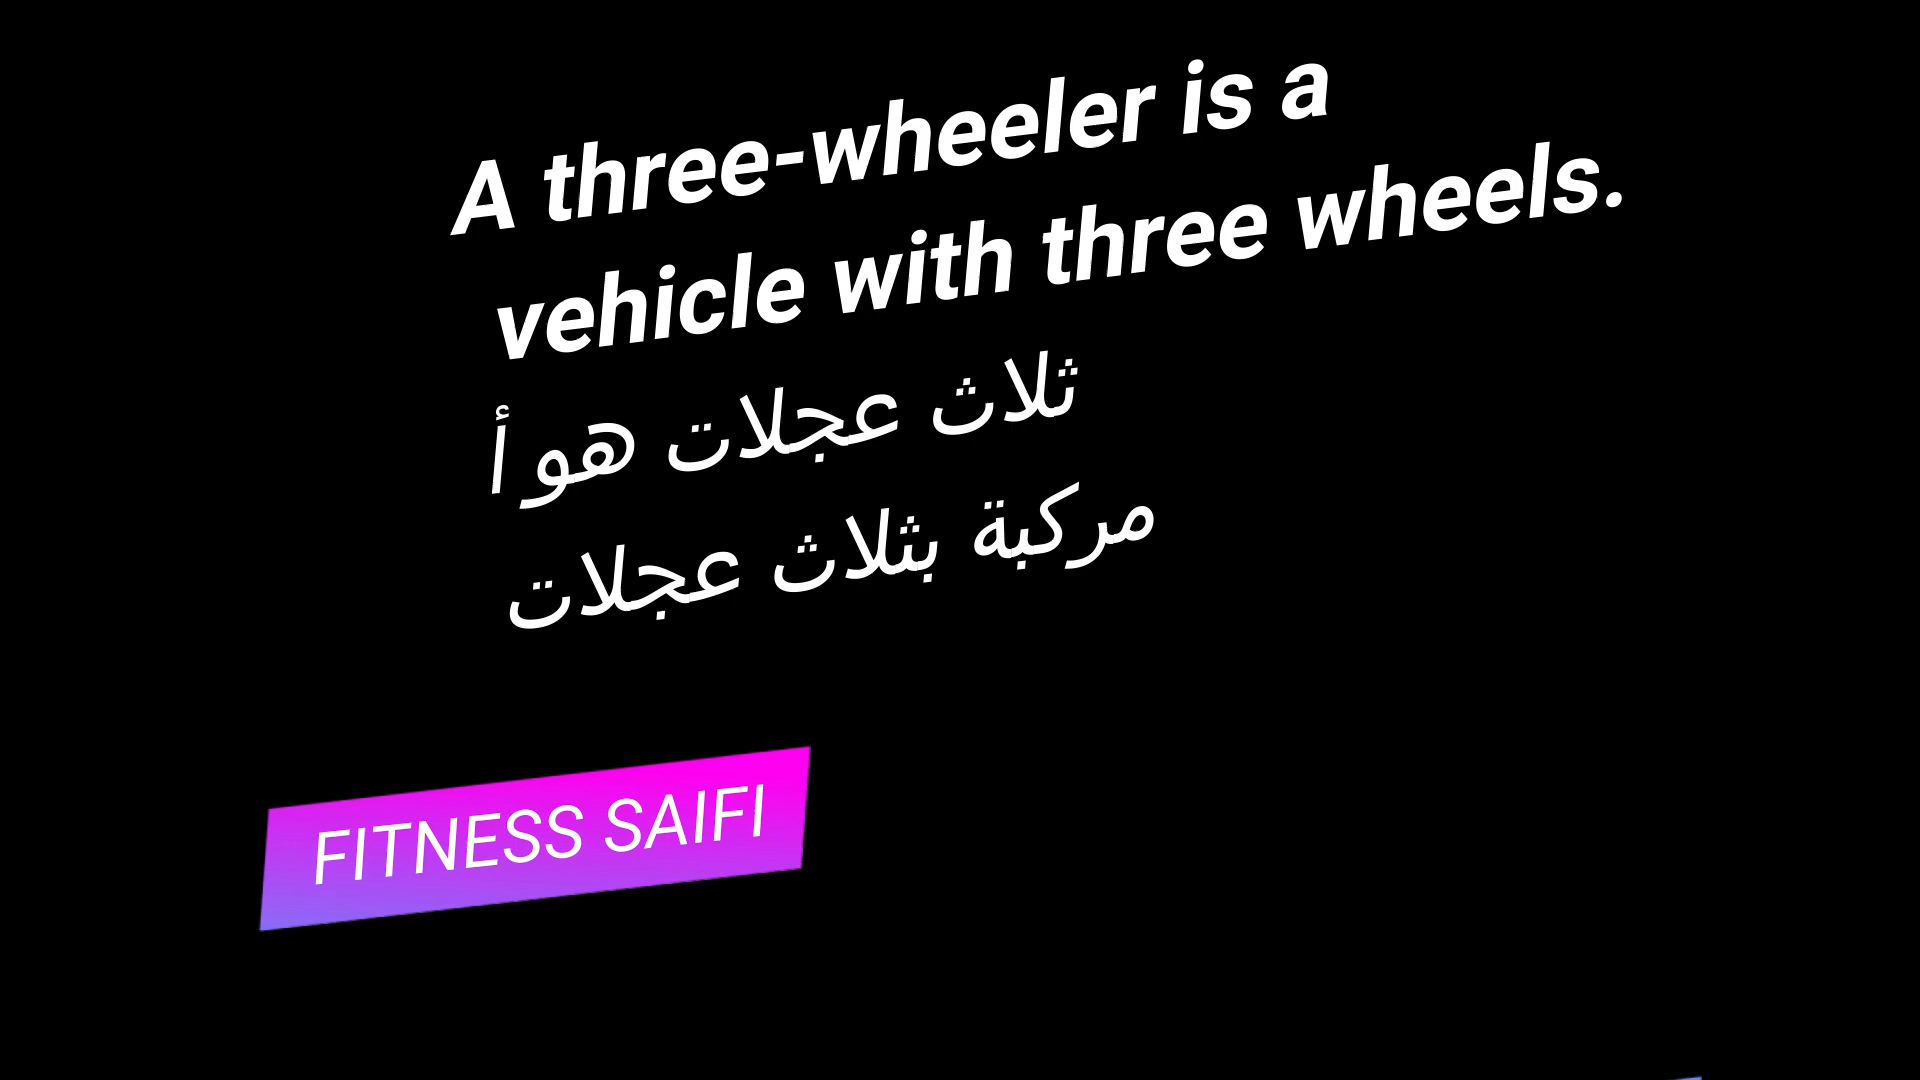 A three-wheeler is a
vehicle with three wheels.
ثلاث عجلات هو أ
مركبة بثلاث عجلات
FITNESS SAIFI